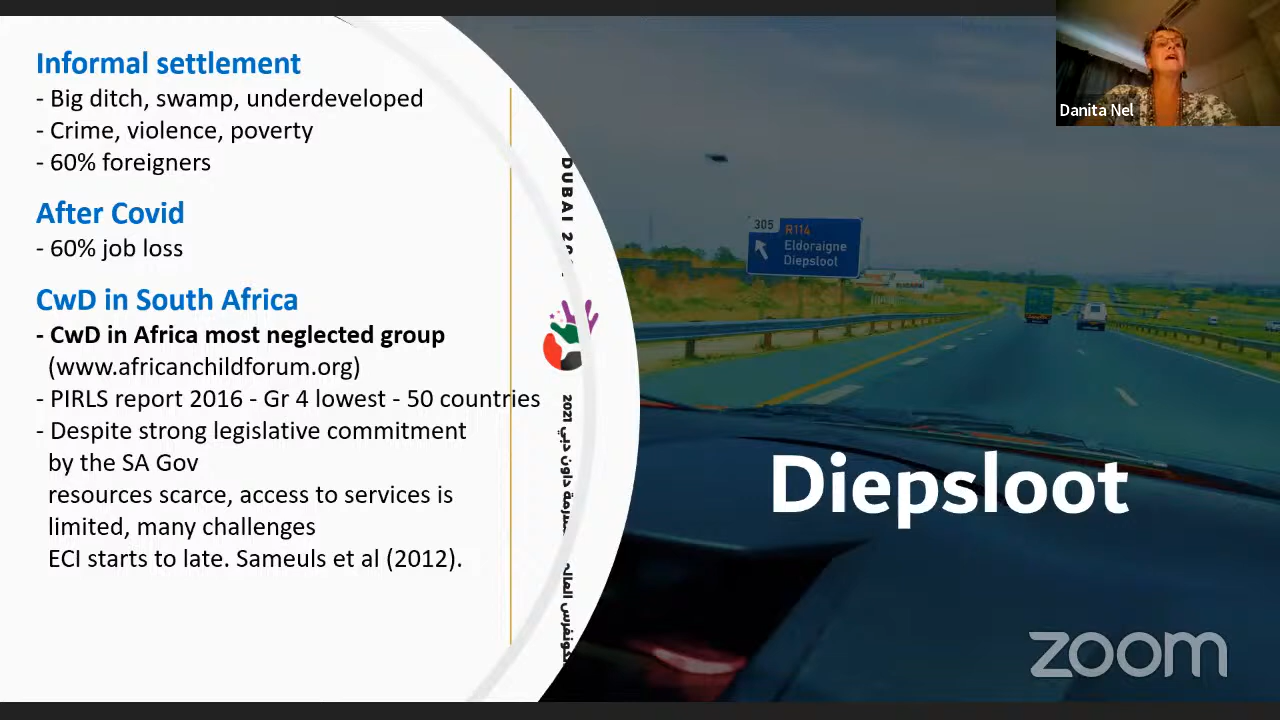 Informal settlement
- Big ditch, swamp, underdeveloped
- Crime, violence, poverty
- 60% foreigners
After Covid
- 60% job loss
CwD in South Africa
- CwD in Africa most neglected group
(www.africanchildforum.org)
- PIRLS report 2016 - Gr 4 lowest - 50 countries
- Despite strong legislative commitment
by the SA Gov
resources scarce, access to services is
limited, many challenges
ECI starts to late. Sameuls et al (2012).
DUBAI
2021 دبي داون
305
R114
Eldoraigne
Diepsloot
Diepsloot
Danita Nel
zoom